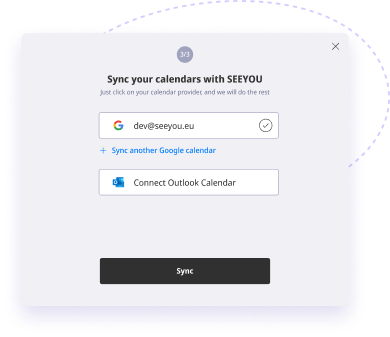 3/3
Sync your calendars with SEEYOU
Just click on your calendar provider, and we will do the rest
dev@seeyou.eu
+ Sync another Google calendar
Connect Outlook Calendar
Sync